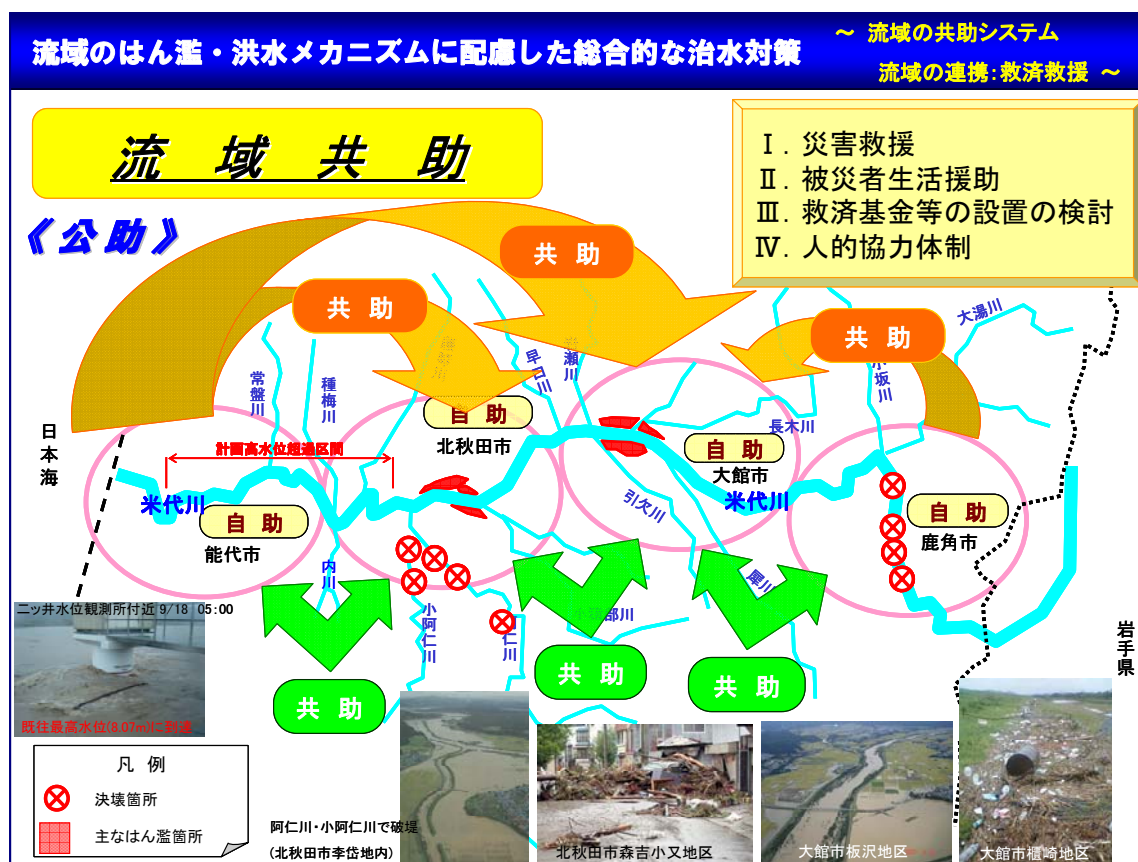 流域のはん濫・洪水メカニズムに配慮した総合的な治水対策
～ 流域の共助システム
流域の連携:救済救援 ～
流 域 共 助
《公助》
Ⅰ．災害救援
Ⅱ．被災者生活援助
Ⅲ．救済基金等の設置の検討
Ⅳ．人的協力体制
共 助
共 助
共 助
大湯川
小坂川
早口川
瀬川
常盤川
種梅川
長木川
日本海
計画高水位超過区間
自 助
北秋田市
自 助
大館市
米代川
米代川
自 助
能代市
自 助
鹿角市
引欠川
内川
小阿仁川
仁川
部川
犀川
岩手県
共 助
共 助
共 助
二ッ井水位観測所付近 9/18 05:00
既往最高水位(8.07m)に到達
凡 例
決壊箇所
主なはん濫箇所
阿仁川・小阿仁川で破堤
(北秋田市李岱地内)
北秋田市森吉小又地区
大館市板沢地区
大館市櫃崎地区